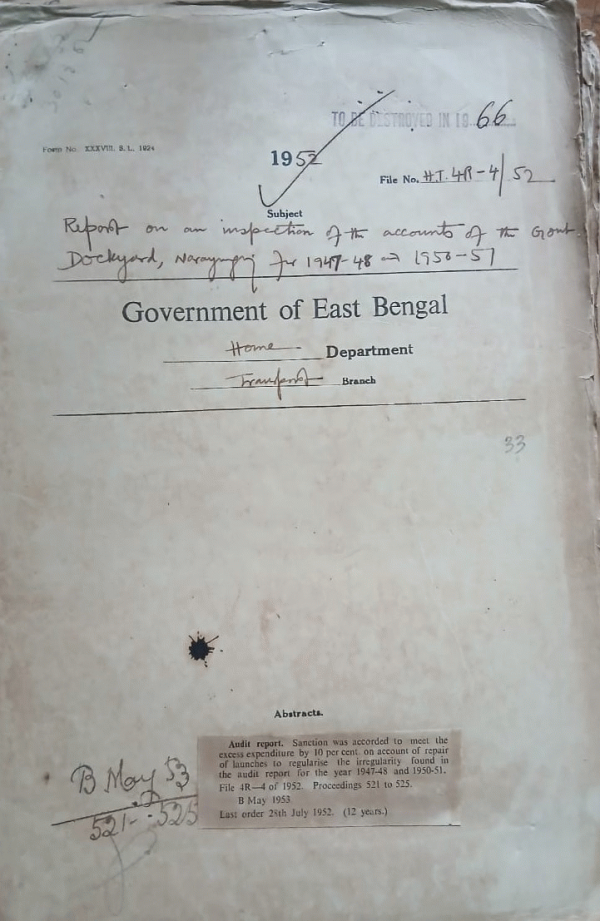 TO BE DESTROYED IN 19 66
Form No. XXXVIII, S. L., 1924
1952
File No. HT. 4R-4/52
Subject
Report on an inspection of the accounts of the Govt.
Dockyard, Narayanganj for 1947-48 and 1950-51
Government of East Bengal
Home Department
Transport Branch
33
Abstracts.
Audit report. Sanction was accorded to meet the
excess expenditure by 10 per cent. on account of repair
of launches to regularise the irregularity found in
the audit report for the year 1947-48 and 1950-51.
File 4R—4 of 1952. Proceedings 521 to 525.
B May 1953
Last order 28th July 1952. (12 years.)
B May 53
521 - 525